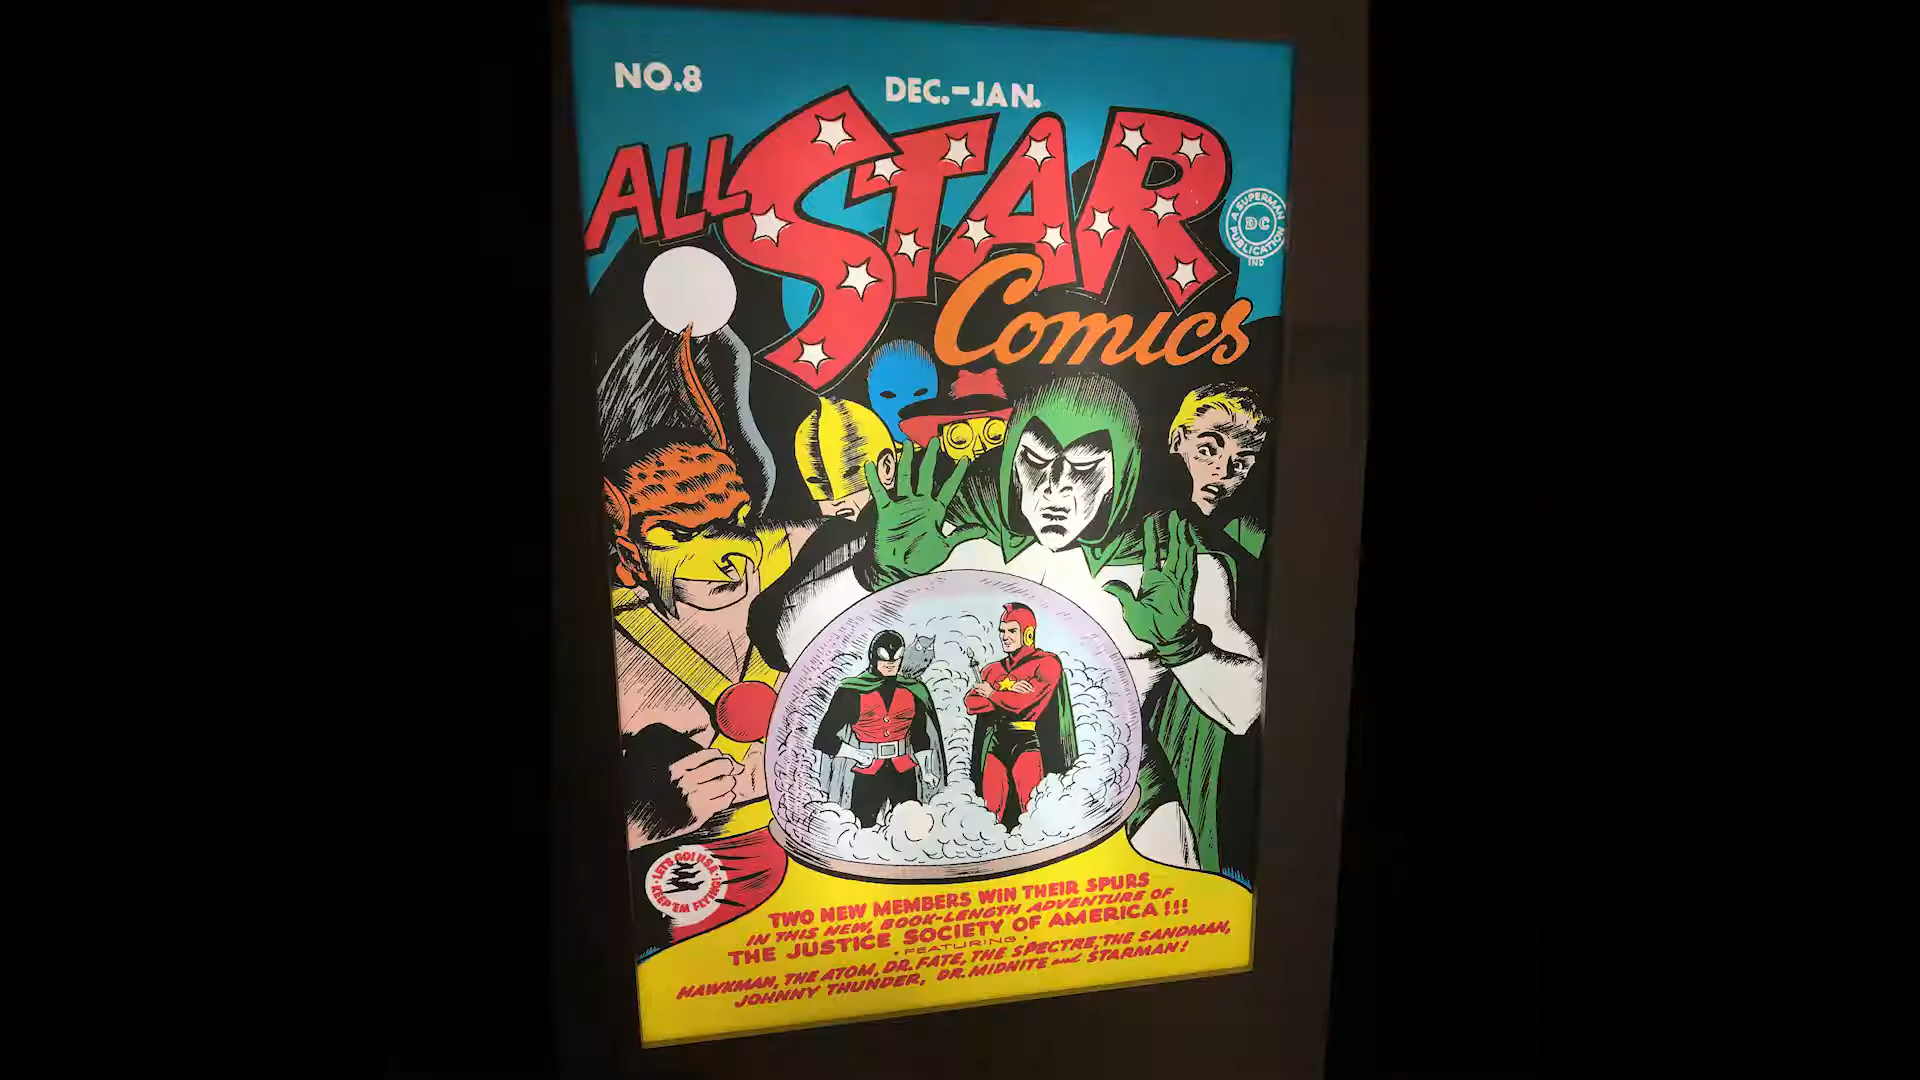 NO.8
DEC.-JAN.
ALL STAR
Comics
A SUPERMAN PUBLICATION
DC
IND
LET'S GO! U.S.A. KEEP 'EM FLYING!
TWO NEW MEMBERS WIN THEIR SPURS
IN THIS NEW, BOOK-LENGTH ADVENTURE OF
THE JUSTICE SOCIETY OF AMERICA!!!
• FEATURING •
HAWKMAN, THE ATOM, DR. FATE, THE SPECTRE, THE SANDMAN,
JOHNNY THUNDER, DR. MIDNITE and STARMAN!